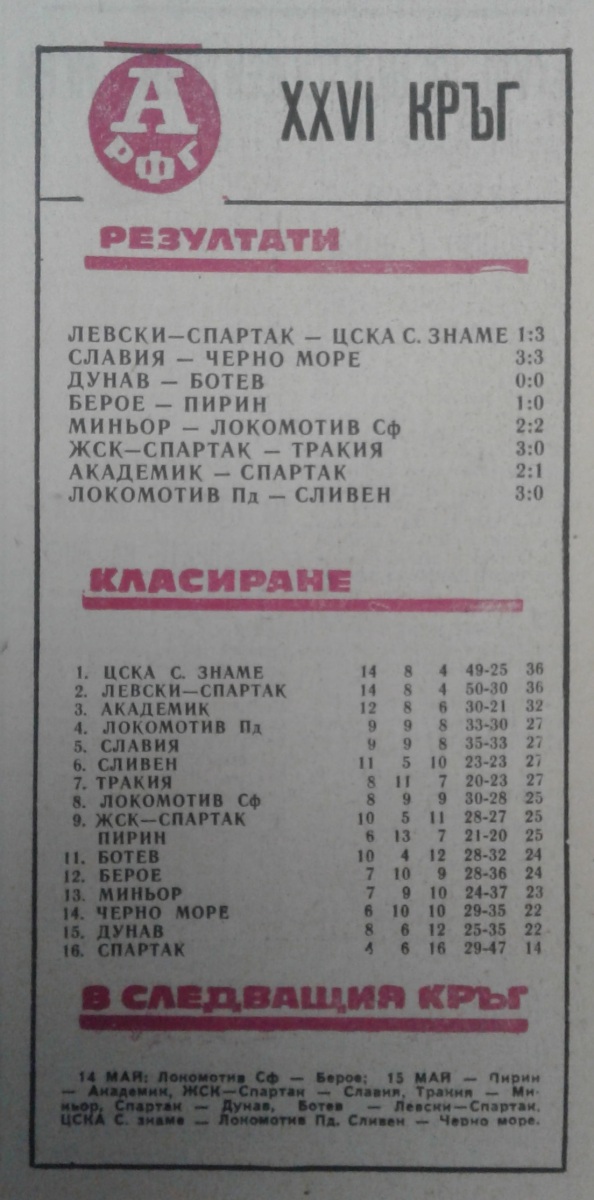 А
РФГ
XXVI КРЪГ
РЕЗУЛТАТИ
ЛЕВСКИ—СПАРТАК — ЦСКА С. ЗНАМЕ 1:3
СЛАВИЯ — ЧЕРНО МОРЕ 3:3
ДУНАВ — БОТЕВ 0:0
БЕРОЕ — ПИРИН 1:0
МИНЬОР — ЛОКОМОТИВ Сф 2:2
ЖСК—СПАРТАК — ТРАКИЯ 3:0
АКАДЕМИК — СПАРТАК 2:1
ЛОКОМОТИВ Пд — СЛИВЕН 3:0
КЛАСИРАНЕ
1. ЦСКА С. ЗНАМЕ 14 8 4 49-25 36
2. ЛЕВСКИ—СПАРТАК 14 8 4 50-30 36
3. АКАДЕМИК 12 8 6 30-21 32
4. ЛОКОМОТИВ Пд 9 9 8 33-30 27
5. СЛАВИЯ 9 9 8 35-33 27
6. СЛИВЕН 11 5 10 23-23 27
7. ТРАКИЯ 8 11 7 20-23 27
8. ЛОКОМОТИВ Сф 8 9 9 30-28 25
9. ЖСК—СПАРТАК 10 5 11 28-27 25
ПИРИН 6 13 7 21-20 25
11. БОТЕВ 10 4 12 28-32 24
12. БЕРОЕ 7 10 9 28-36 24
13. МИНЬОР 7 9 10 24-37 23
14. ЧЕРНО МОРЕ 6 10 10 29-35 22
15. ДУНАВ 8 6 12 25-35 22
16. СПАРТАК 4 6 16 29-47 14
В СЛЕДВАЩИЯ КРЪГ
14 МАЙ: Локомотив Сф — Берое; 15 МАЙ — Пирин
— Академик, ЖСК—Спартак — Славия, Тракия — Ми-
ньор, Спартак — Дунав, Ботев — Левски—Спартак,
ЦСКА С. знаме — Локомотив Пд, Сливен — Черно море.